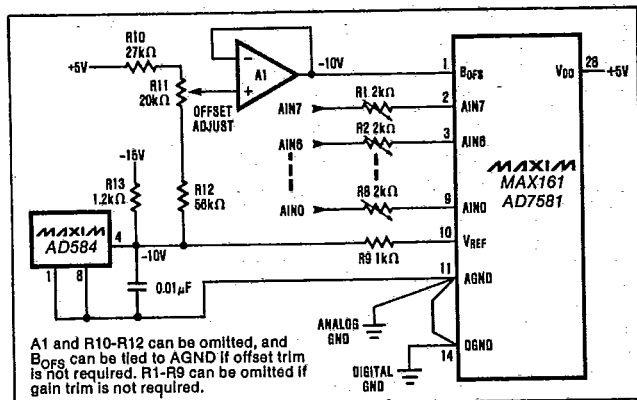 R10
27kΩ
+5V
R11
20kΩ
OFFSET
ADJUST
−
+
A1
-10V
1
BOFS
VDD
28
+5V
AIN7
R1 2kΩ
2
AIN7
AIN6
R2 2kΩ
3
AIN6
MAXIM
MAX161
AD7581
AIN0
R8 2kΩ
9
AIN0
-15V
R13
1.2kΩ
R12
56kΩ
MAXIM
AD584
4
-10V
R9 1kΩ
10
VREF
1
8
0.01µF
11
AGND
ANALOG
GND
DGND
14
DIGITAL
GND
A1 and R10-R12 can be omitted, and
BOFS can be tied to AGND if offset trim
is not required. R1-R9 can be omitted if
gain trim is not required.